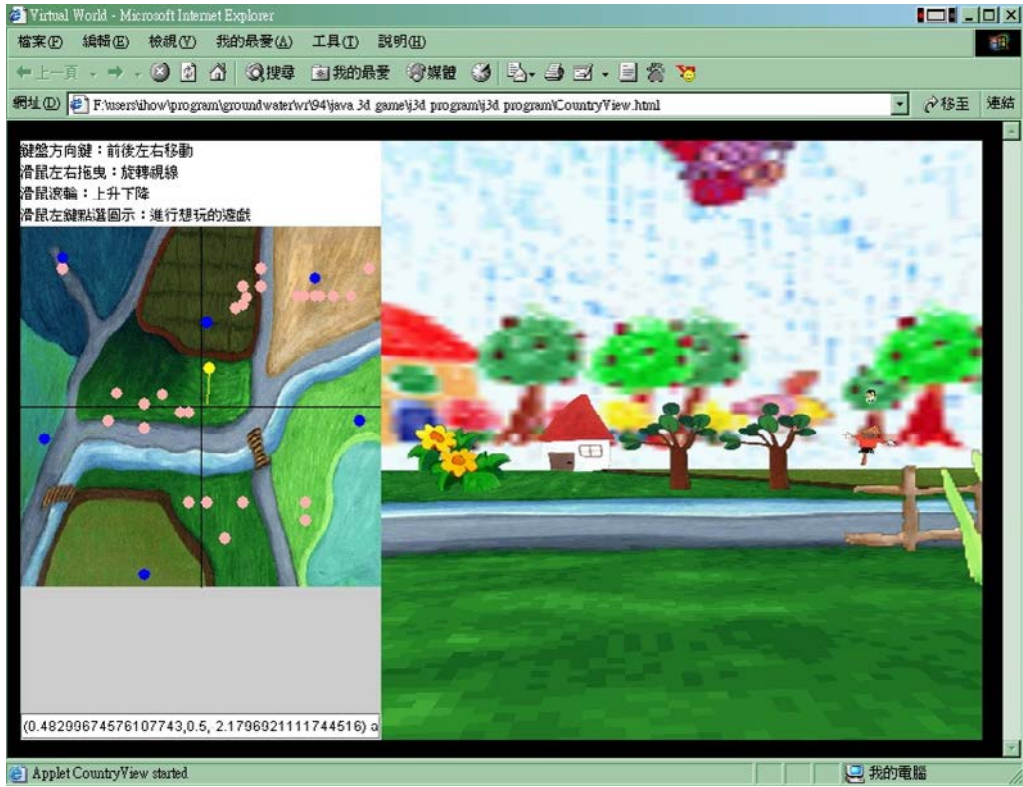 Virtual World - Microsoft Internet Explorer
檔案(F) 編輯(E) 檢視(V) 我的最愛(A) 工具(T) 說明(H)
上一頁 搜尋 我的最愛 媒體
網址(D) F:\users\ihow\program\groundwater\wr\94\java 3d game\j3d program\j3d program\CountryView.html 移至 連結
鍵盤方向鍵：前後左右移動
滑鼠左右拖曳：旋轉視線
滑鼠滾輪：上升下降
滑鼠左鍵點選圖示：進行想玩的遊戲
(0.48299674576107743,0.5, 2.1796921111744516) a
Applet CountryView started
我的電腦